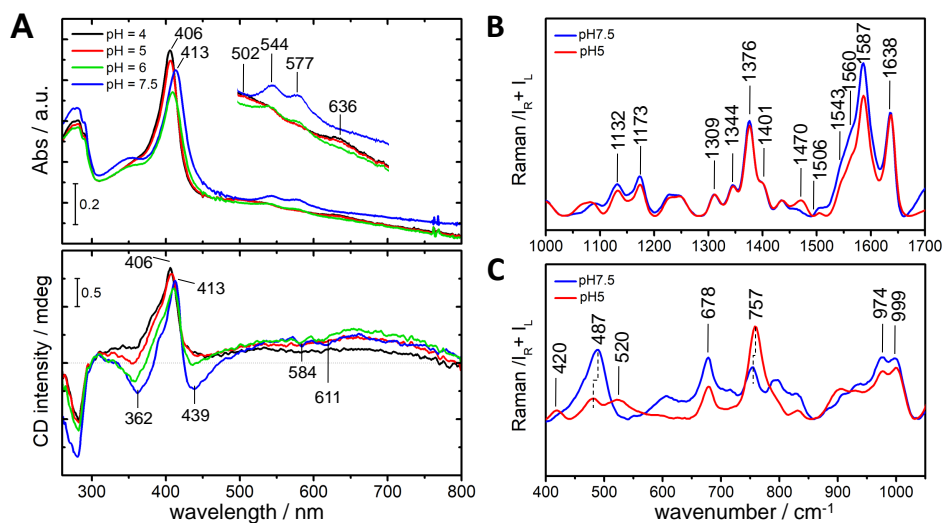 A
pH = 4
pH = 5
pH = 6
pH = 7.5
406
413
502
544
577
636
0.2
Abs / a.u.
406
413
0.5
362
439
584
611
CD intensity / mdeg
300 400 500 600 700 800
wavelength / nm
B
pH7.5
pH5
1132
1173
1309
1344
1376
1401
1470
1506
1543
1560
1587
1638
Raman /I_R + I_L
1000 1100 1200 1300 1400 1500 1600 1700
C
pH7.5
pH5
420
487
520
678
757
974
999
Raman /I_R + I_L
400 500 600 700 800 900 1000
wavenumber / cm⁻¹